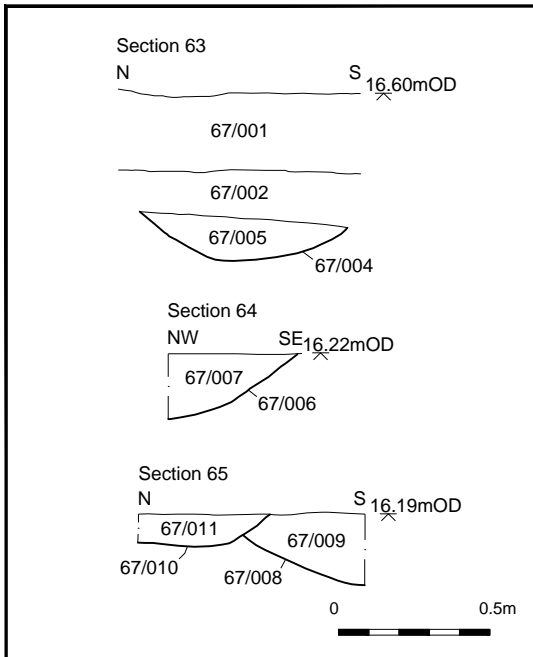 Section 63
N S 16.60mOD
67/001
67/002
67/005
67/004
Section 64
NW SE 16.22mOD
67/007
67/006
Section 65
N S 16.19mOD
67/011 67/009
67/010 67/008
0 0.5m